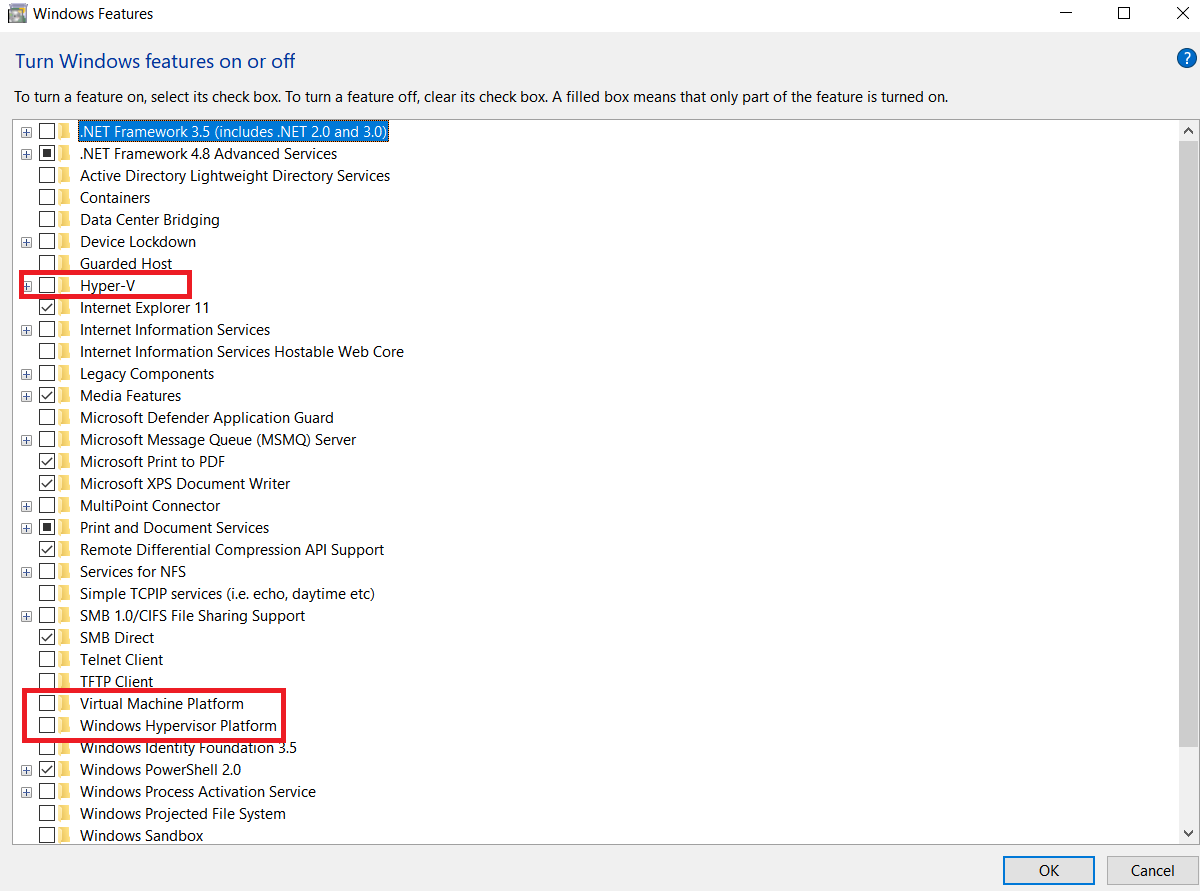 Windows Features
Turn Windows features on or off
?
To turn a feature on, select its check box. To turn a feature off, clear its check box. A filled box means that only part of the feature is turned on.
.NET Framework 3.5 (includes .NET 2.0 and 3.0)
.NET Framework 4.8 Advanced Services
Active Directory Lightweight Directory Services
Containers
Data Center Bridging
Device Lockdown
Guarded Host
Hyper-V
Internet Explorer 11
Internet Information Services
Internet Information Services Hostable Web Core
Legacy Components
Media Features
Microsoft Defender Application Guard
Microsoft Message Queue (MSMQ) Server
Microsoft Print to PDF
Microsoft XPS Document Writer
MultiPoint Connector
Print and Document Services
Remote Differential Compression API Support
Services for NFS
Simple TCPIP services (i.e. echo, daytime etc)
SMB 1.0/CIFS File Sharing Support
SMB Direct
Telnet Client
TFTP Client
Virtual Machine Platform
Windows Hypervisor Platform
Windows Identity Foundation 3.5
Windows PowerShell 2.0
Windows Process Activation Service
Windows Projected File System
Windows Sandbox
OK Cancel